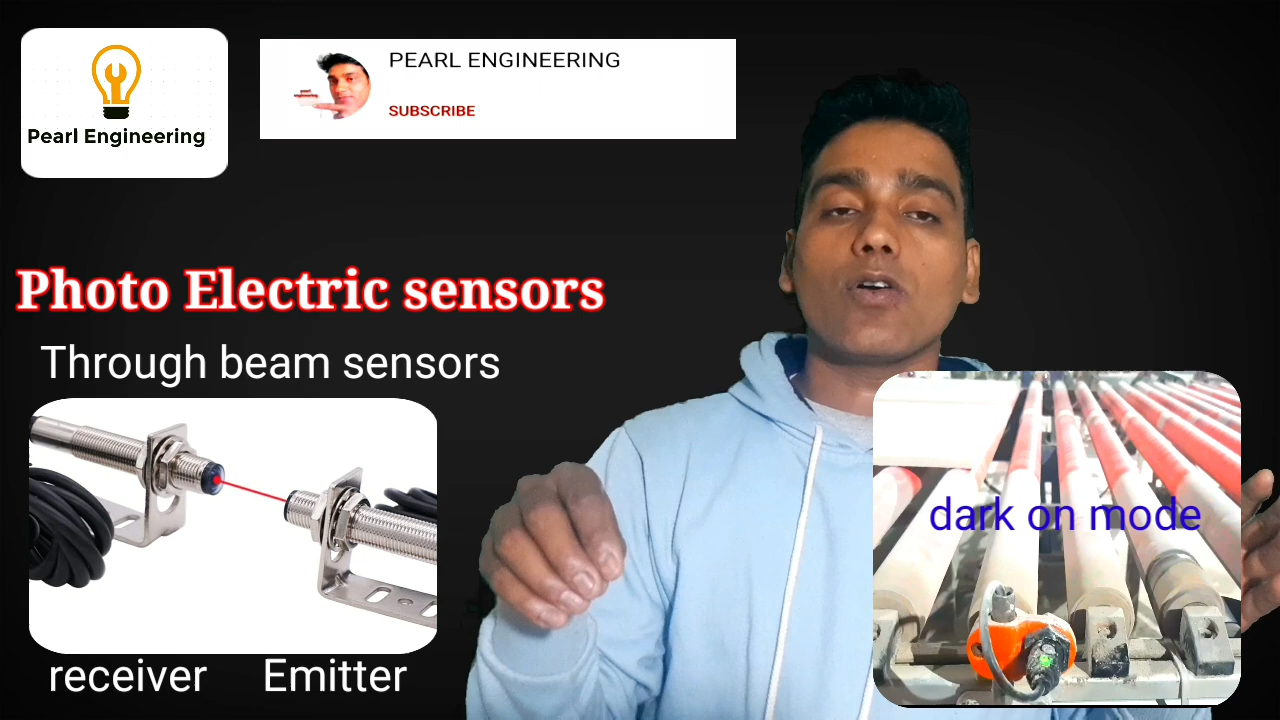 Pearl Engineering
PEARL ENGINEERING
SUBSCRIBE
Photo Electric sensors
Through beam sensors
dark on mode
receiver Emitter